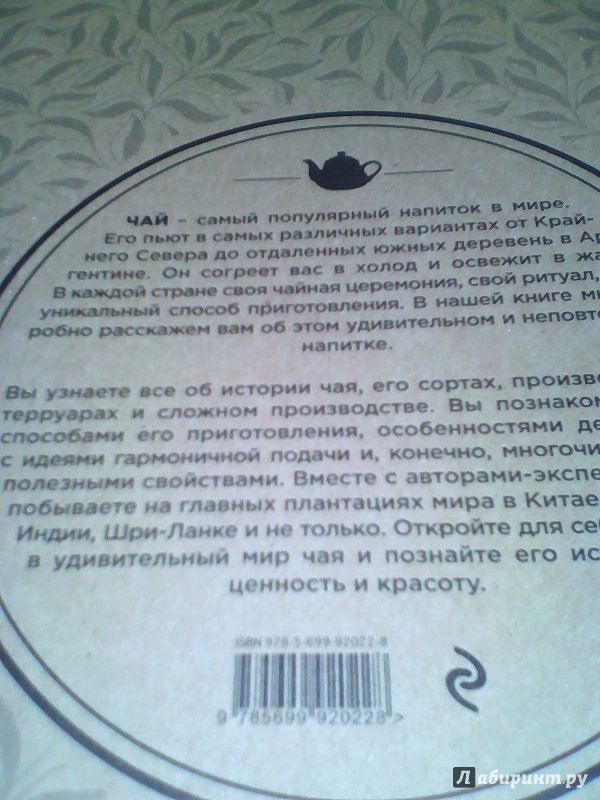 ЧАЙ – самый популярный напиток в мире.
Его пьют в самых различных вариантах от Край-
него Севера до отдаленных южных деревень в Ар
гентине. Он согреет вас в холод и освежит в жа
В каждой стране своя чайная церемония, свой ритуал,
уникальный способ приготовления. В нашей книге м
робно расскажем вам об этом удивительном и неповто
напитке.
Вы узнаете все об истории чая, его сортах, произв
терруарах и сложном производстве. Вы познаком
способами его приготовления, особенностями де
с идеями гармоничной подачи и, конечно, многочи
полезными свойствами. Вместе с авторами-экспе
побываете на главных плантациях мира в Китае
Индии, Шри-Ланке и не только. Откройте для себ
в удивительный мир чая и познайте его ис
ценность и красоту.
ISBN 978-5-699-92022-8
9 785699 920228 >
Лабиринт.ру